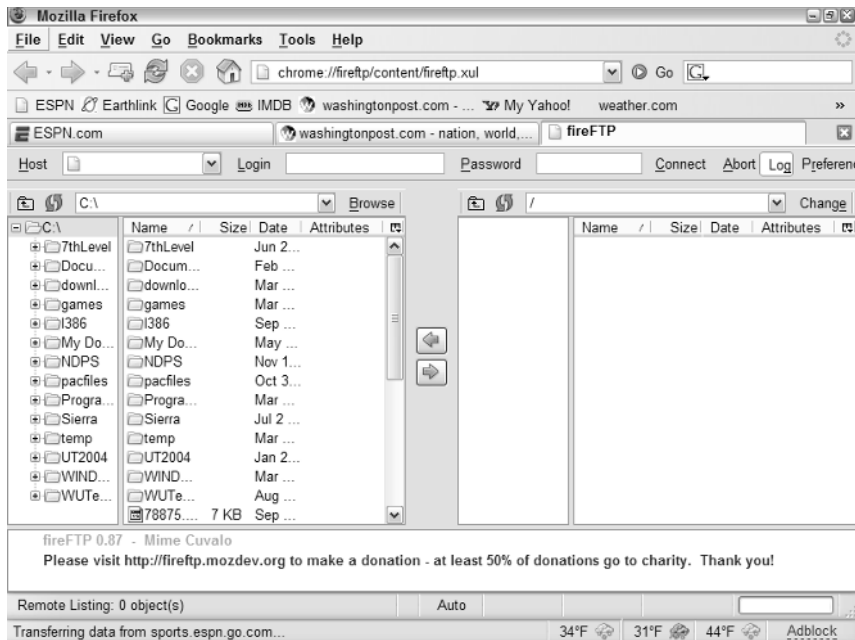 Mozilla Firefox
File Edit View Go Bookmarks Tools Help
chrome://fireftp/content/fireftp.xul Go G
ESPN Earthlink Google IMDB washingtonpost.com - ... My Yahoo! weather.com »
ESPN.com washingtonpost.com - nation, world,... fireFTP
Host Login Password Connect Abort Log Preferen
C:\ Browse / Change
C:\ Name / Size Date Attributes Name / Size Date Attributes
7thLevel 7thLevel Jun 2...
Docu... Docum... Feb ...
downl... downlo... Mar ...
games games Mar ...
I386 I386 Sep ...
My Do... My Do... May ...
NDPS NDPS Nov 1...
pacfiles pacfiles Oct 3...
Progra... Progra... Mar ...
Sierra Sierra Jul 2 ...
temp temp Mar ...
UT2004 UT2004 Jan 2...
WIND... WIND... Mar ...
WUTe... WUTe... Aug ...
78875.... 7 KB Sep ...
fireFTP 0.87 - Mime Cuvalo
Please visit http://fireftp.mozdev.org to make a donation - at least 50% of donations go to charity. Thank you!
Remote Listing: 0 object(s) Auto
Transferring data from sports.espn.go.com... 34°F 31°F 44°F Adblock